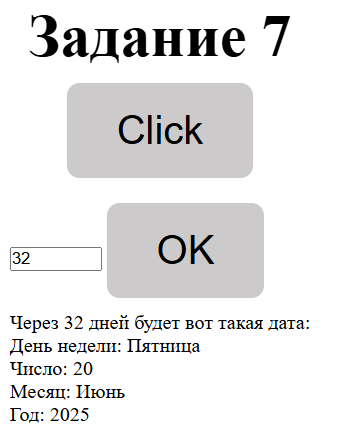 Задание 7
Click
32
OK
Через 32 дней будет вот такая дата:
День недели: Пятница
Число: 20
Месяц: Июнь
Год: 2025